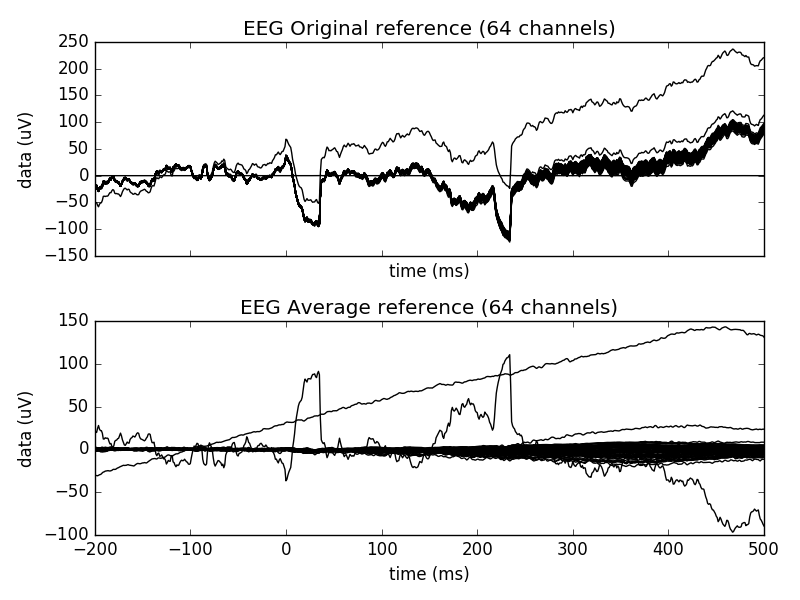 EEG Original reference (64 channels)
250
200
150
100
50
0
−50
−100
−150
data (uV)
time (ms)
EEG Average reference (64 channels)
150
100
50
0
−50
−100
data (uV)
−200 −100 0 100 200 300 400 500
time (ms)